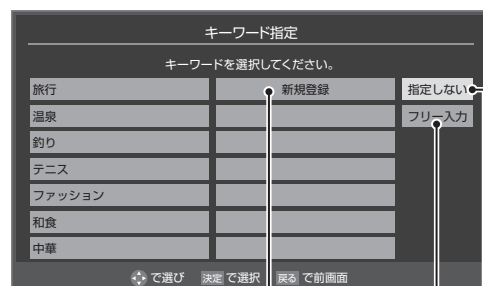 キーワード指定
キーワードを選択してください。
旅行 新規登録 指定しない
温泉 フリー入力
釣り
テニス
ファッション
和食
中華
で選び 決定 で選択 戻る で前画面